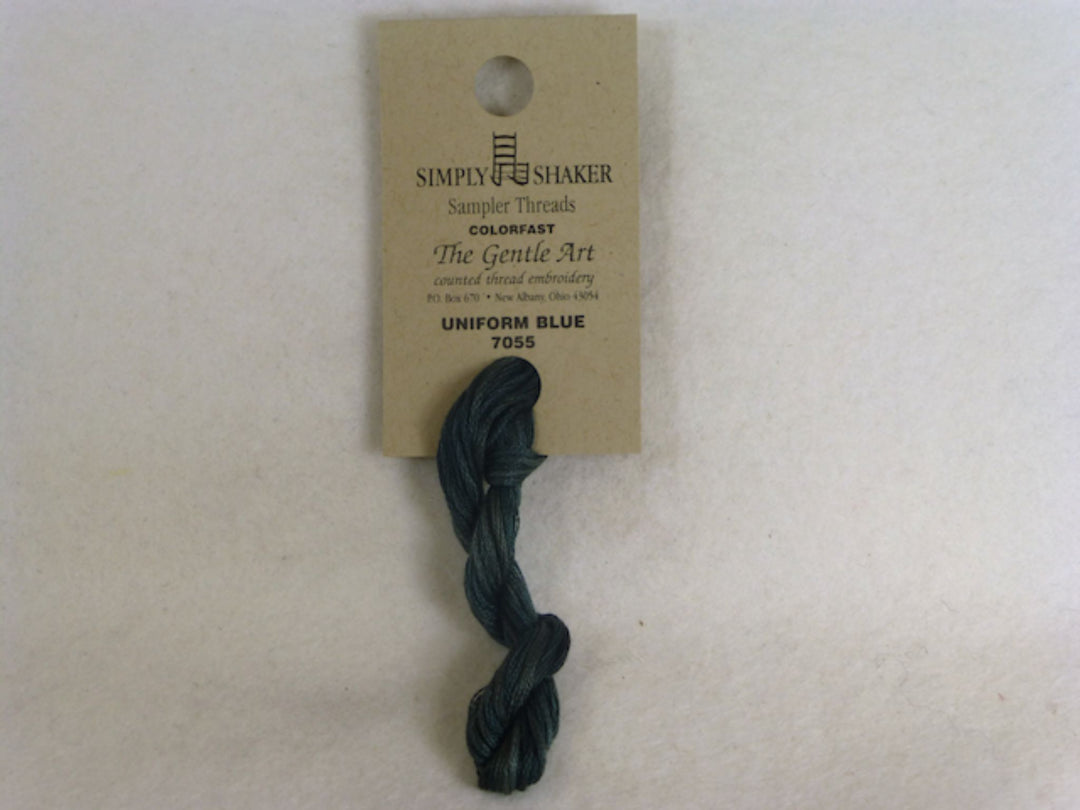 SIMPLY SHAKER
Sampler Threads
COLORFAST
The Gentle Art
counted thread embroidery
P.O. Box 670 • New Albany, Ohio 43054
UNIFORM BLUE
7055